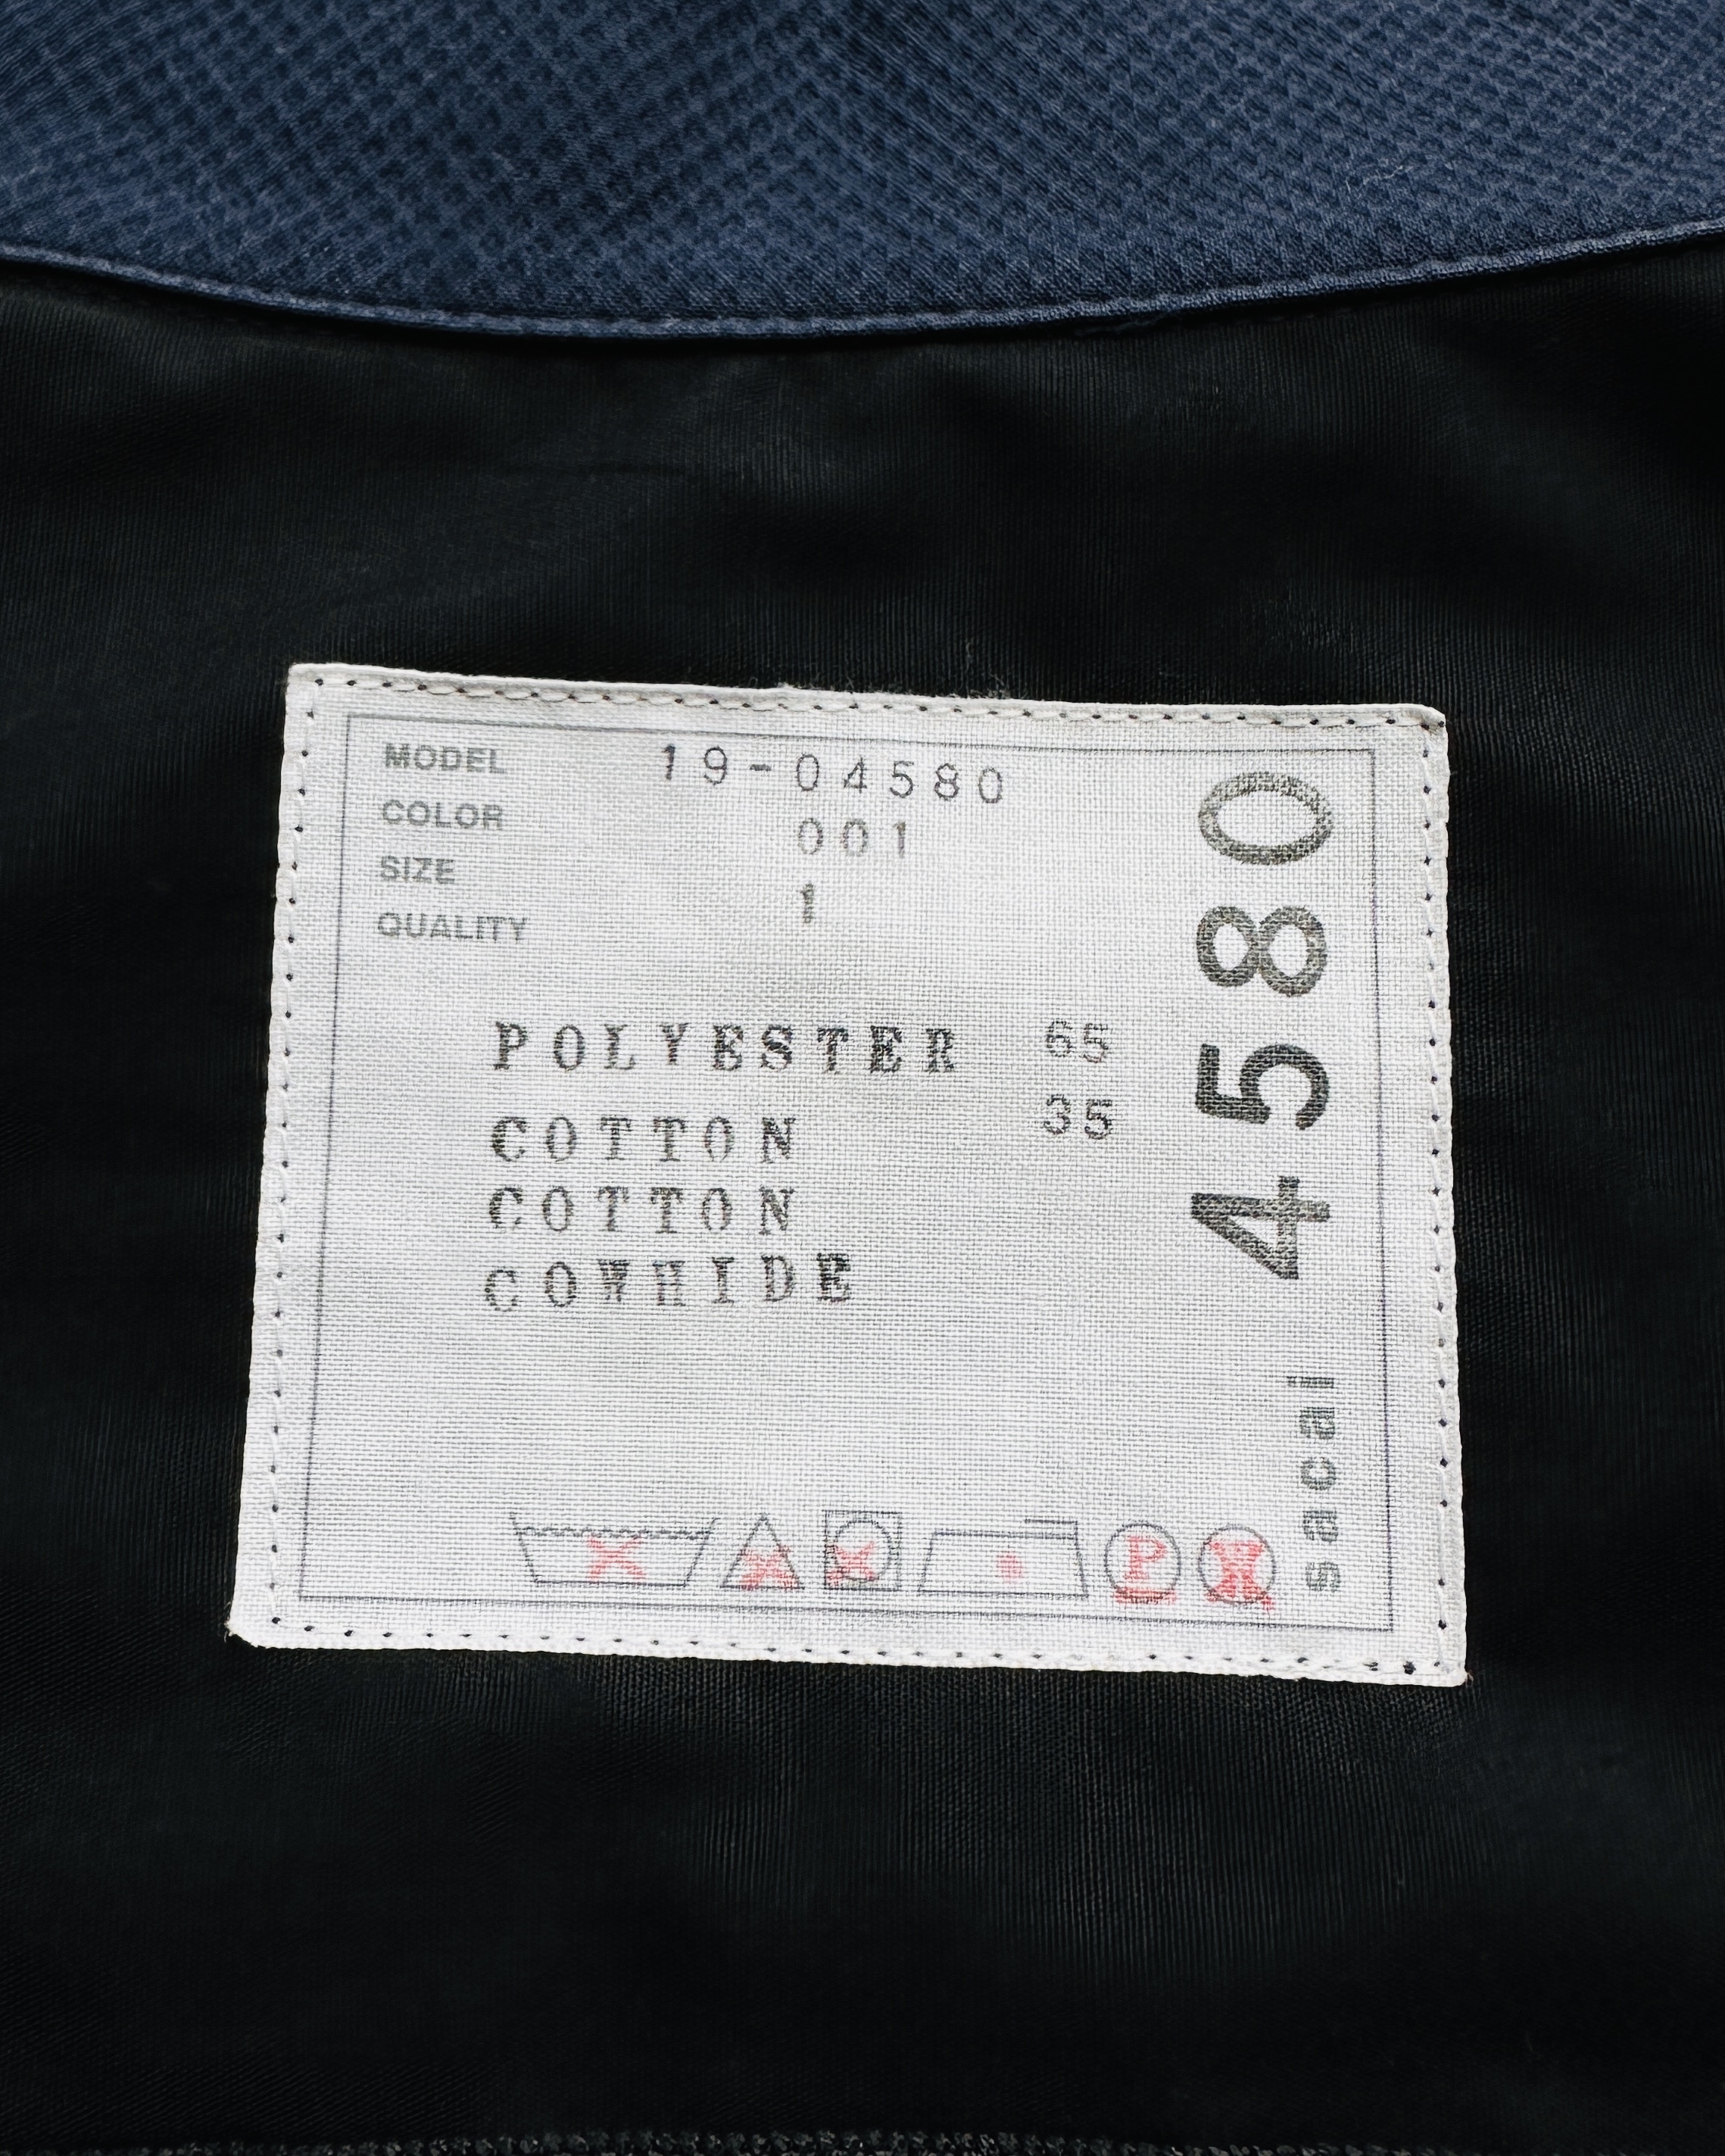 MODEL 19-04580
COLOR 001
SIZE 1
QUALITY
POLYESTER 65
COTTON 35
COTTON
COWHIDE
P
sacai 4580